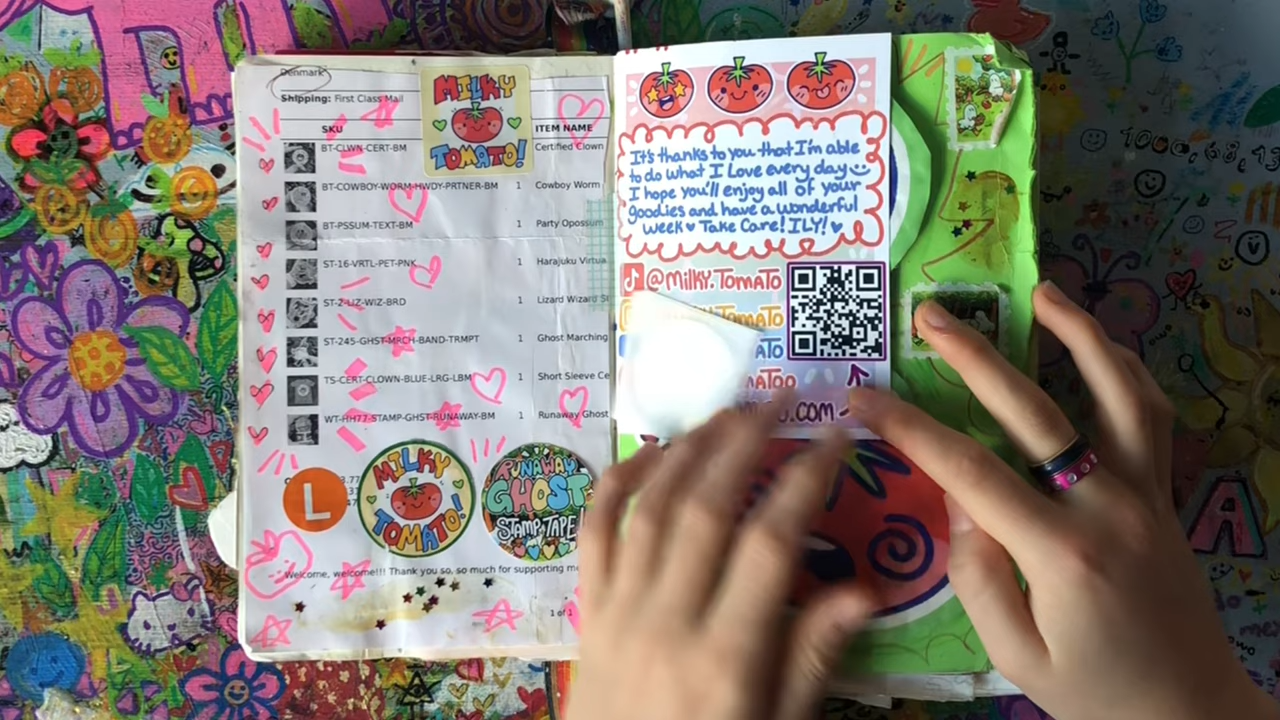 Denmark
Shipping: First Class Mail
SKU ITEM NAME
BT-CLWN-CERT-BM Certified Clown
BT-COWBOY-WORM-HWDY-PRTNER-BM 1 Cowboy Worm
BT-PSSUM-TEXT-BM 1 Party Opossum
ST-16-VRTL-PET-PNK 1 Harajuku Virtua
ST-2-LIZ-WIZ-BRD 1 Lizard Wizard S
ST-245-GHST-MRCH-BAND-TRMPT 1 Ghost Marching
TS-CERT-CLOWN-BLUE-LRG-LBM 1 Short Sleeve Ce
WT-HH77-STAMP-GHST-RUNAWAY-BM 1 Runaway Ghost
MILKY
TOMATO!
L
MILKY
TOMATO!
RUNAWAY
GHOST
STAMP TAPE!
Welcome, welcome!!! Thank you so, so much for supporting me
1 of 1
It's thanks to you that I'm able
to do what I Love every day
I hope you'll enjoy all of your
goodies and have a wonderful
week Take Care! ILY!
@MiLKY.TomaTo
.com
A